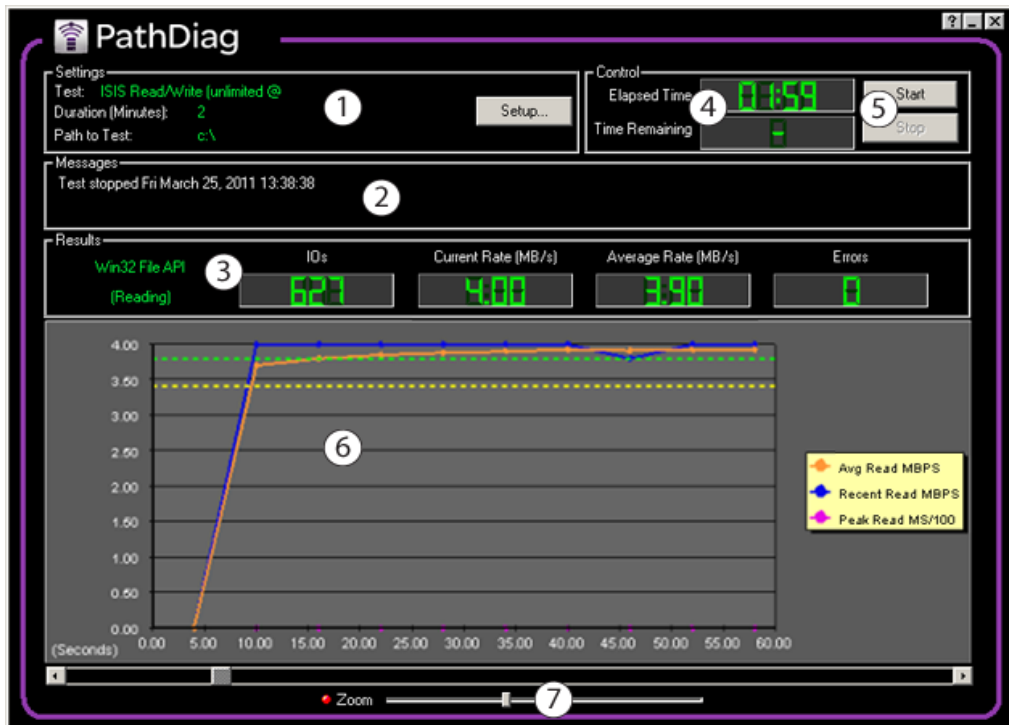 PathDiag
? _ X
Settings
Test: ISIS Read/Write (unlimited @
Duration (Minutes): 2
Path to Test: c:\
Setup...
1
Control
Elapsed Time 01:59
Time Remaining -
4
5
Start
Stop
Messages
Test stopped Fri March 25, 2011 13:38:38
2
Results
Win32 File API
(Reading)
3
IOs
627
Current Rate (MB/s)
4.00
Average Rate (MB/s)
3.90
Errors
0
4.00
3.50
3.00
2.50
2.00
1.50
1.00
0.50
0.00
6
(Seconds)
0.00 5.00 10.00 15.00 20.00 25.00 30.00 35.00 40.00 45.00 50.00 55.00 60.00
Avg Read MBPS
Recent Read MBPS
Peak Read MS/100
Zoom
7